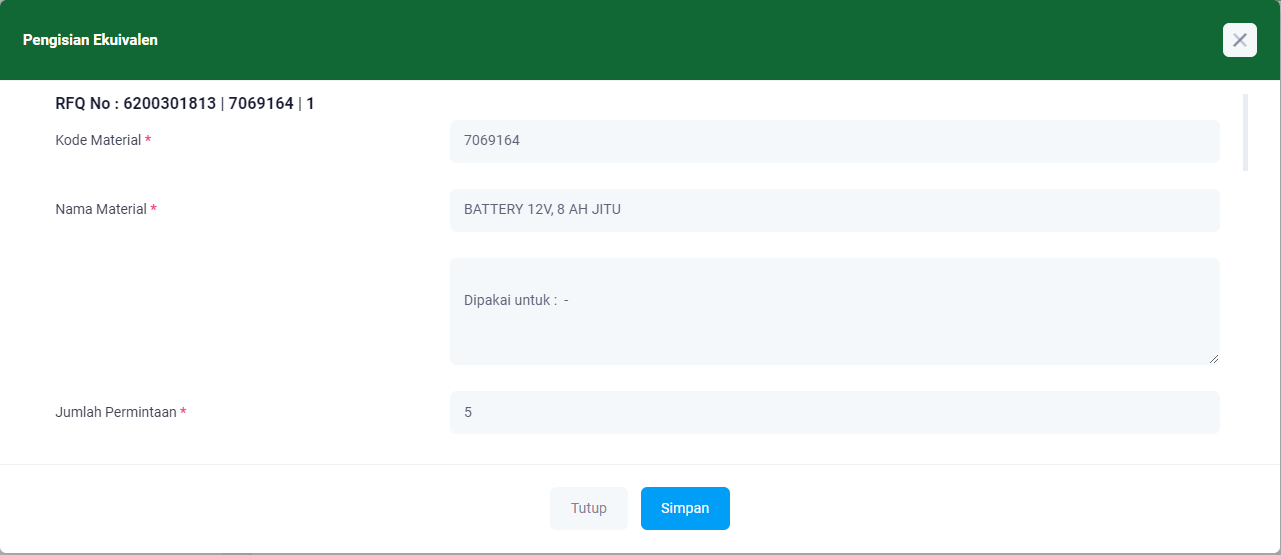 Pengisian Ekuivalen
RFQ No : 6200301813 | 7069164 | 1
Kode Material *
7069164
Nama Material *
BATTERY 12V, 8 AH JITU
Dipakai untuk :  -
Jumlah Permintaan *
5
Tutup
Simpan